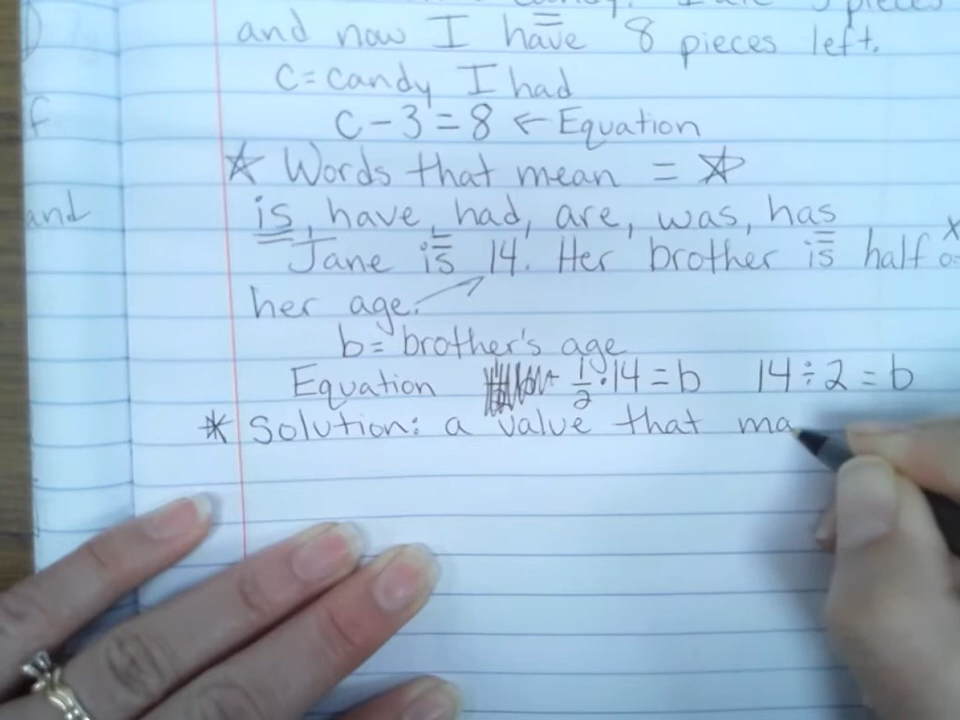 and now I have 8 pieces left.
c = candy I had
c - 3 = 8 ← Equation
☆ Words that mean = ☆
and
is, have, had, are, was, has
Jane is 14. Her brother is half
her age.
b = brother's age
Equation 1/2 · 14 = b 14 ÷ 2 = b
* Solution: a value that ma